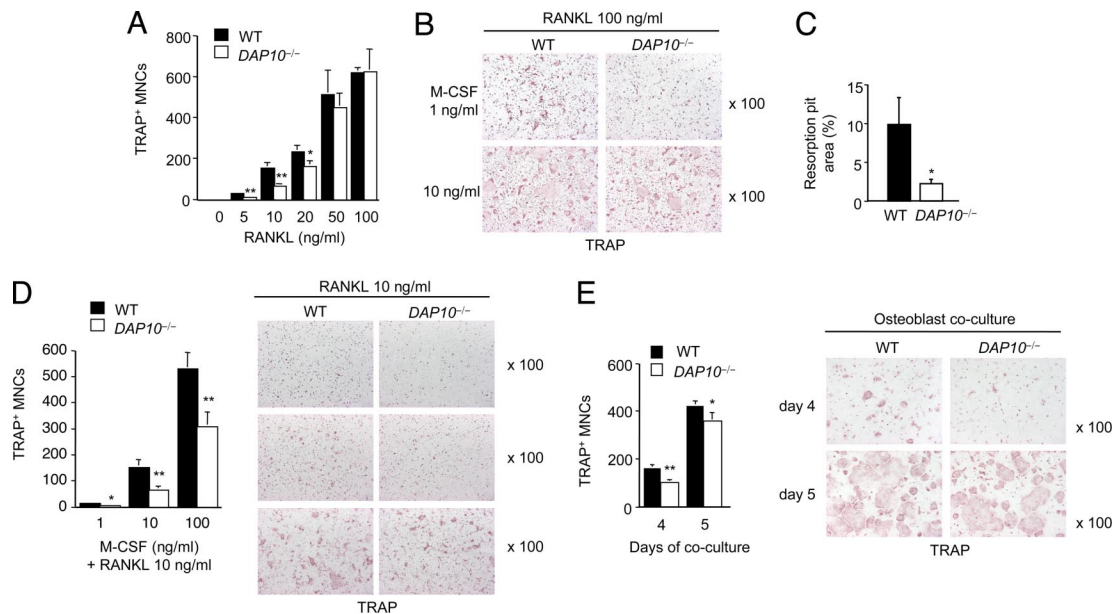 A
WT
DAP10–/–
TRAP+ MNCs
800
600
400
200
0
**
**
*
0 5 10 20 50 100
RANKL (ng/ml)
B
RANKL 100 ng/ml
WT DAP10–/–
M-CSF
1 ng/ml
x 100
10 ng/ml
x 100
TRAP
C
Resorption pit
area (%)
15
10
5
0
*
WT DAP10–/–
D
WT
DAP10–/–
TRAP+ MNCs
600
500
400
300
200
100
0
*
**
**
1 10 100
M-CSF (ng/ml)
+ RANKL 10 ng/ml
RANKL 10 ng/ml
WT DAP10–/–
x 100
x 100
x 100
TRAP
E
WT
DAP10–/–
TRAP+ MNCs
600
400
200
0
**
*
4 5
Days of co-culture
Osteoblast co-culture
WT DAP10–/–
day 4
x 100
day 5
x 100
TRAP